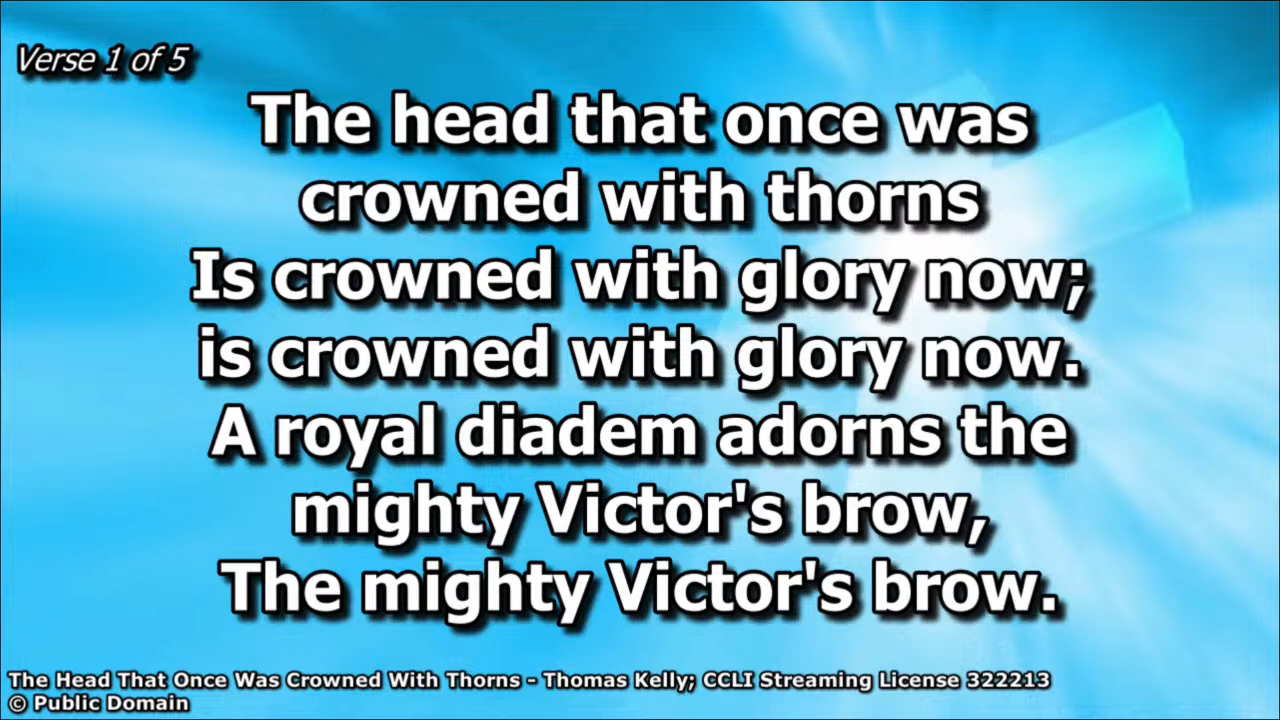 Verse 1 of 5
The head that once was
crowned with thorns
Is crowned with glory now;
is crowned with glory now.
A royal diadem adorns the
mighty Victor's brow,
The mighty Victor's brow.
The Head That Once Was Crowned With Thorns - Thomas Kelly; CCLI Streaming License 322213
© Public Domain